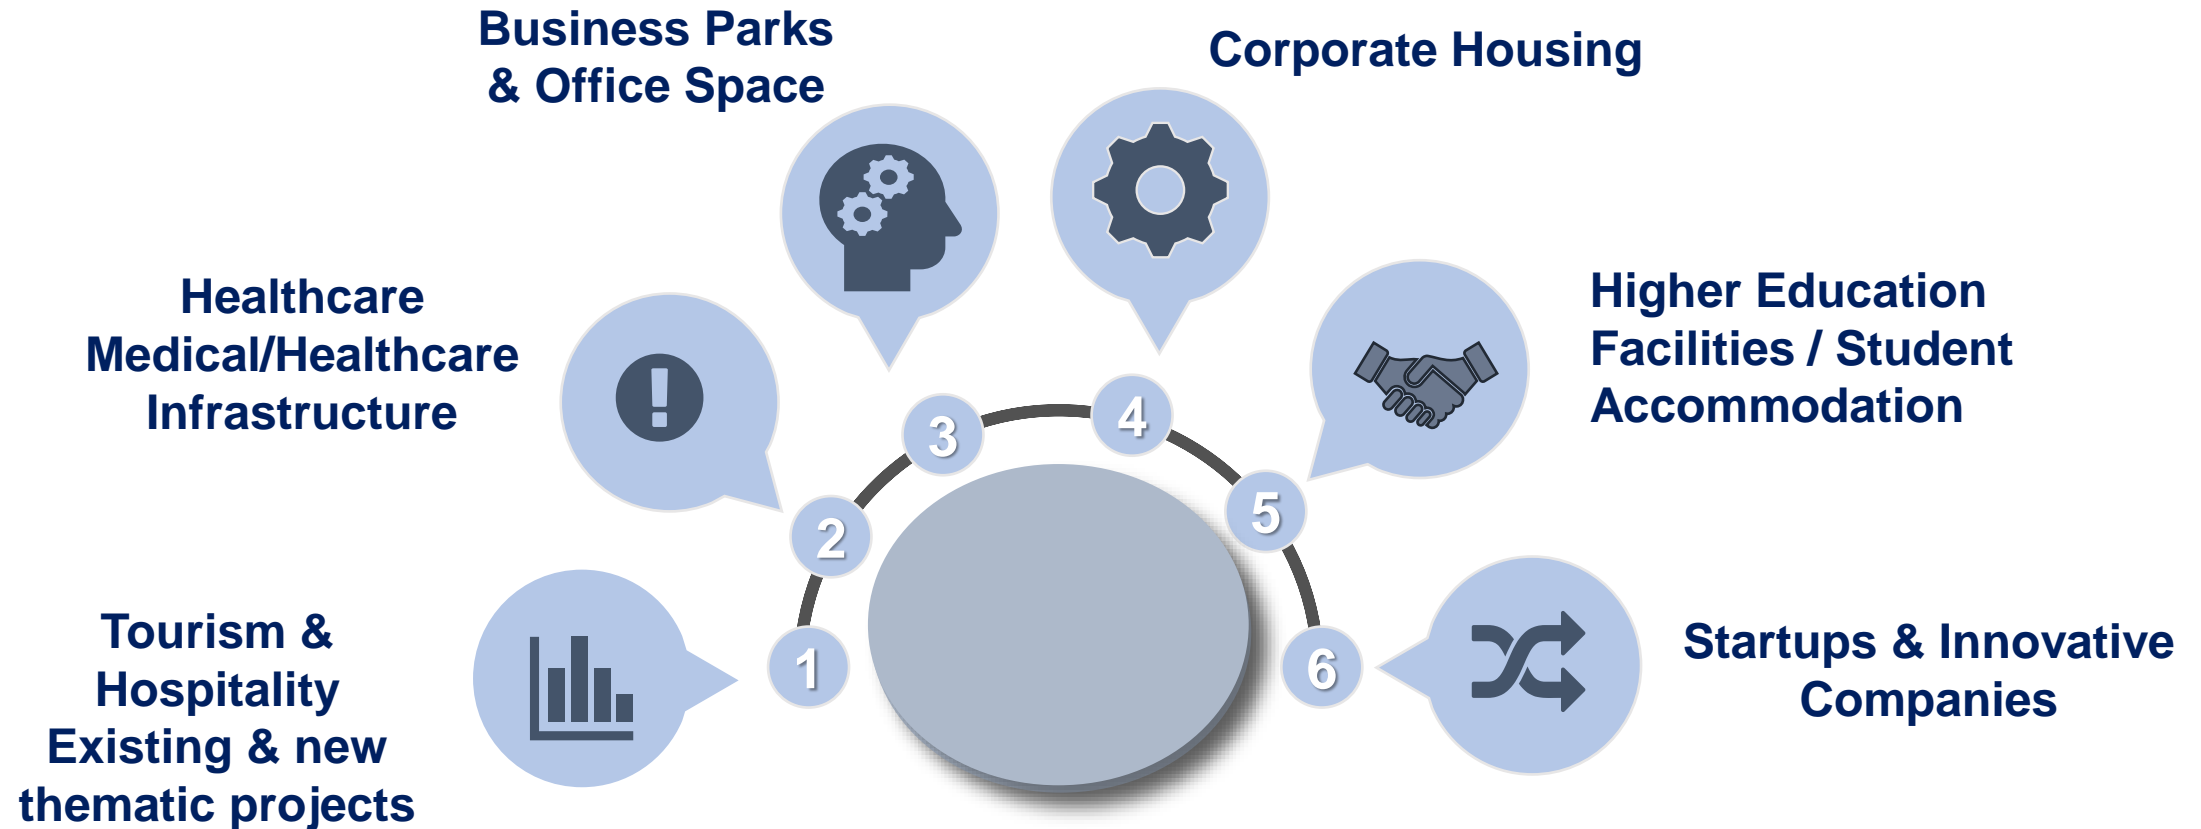 Business Parks
& Office Space
Corporate Housing
Healthcare
Medical/Healthcare
Infrastructure
Higher Education
Facilities / Student
Accommodation
3
4
2
5
Tourism &
Hospitality
Existing & new
thematic projects
1
6
Startups & Innovative
Companies